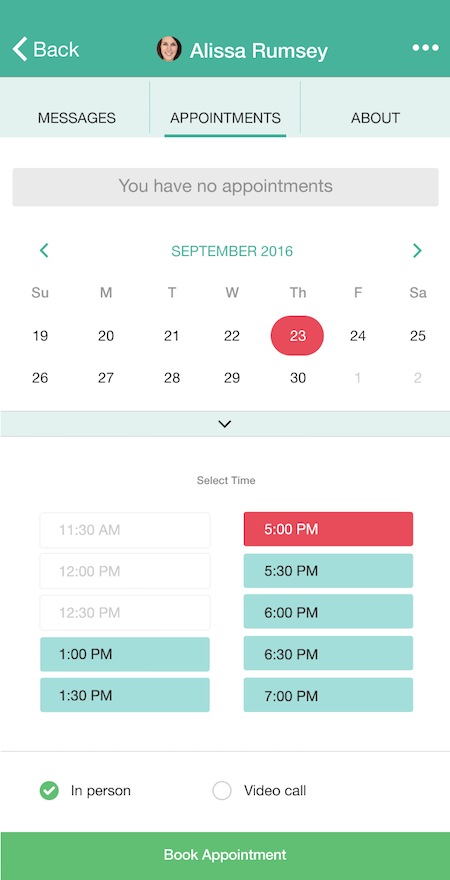 Back
Alissa Rumsey
MESSAGES APPOINTMENTS ABOUT
You have no appointments
SEPTEMBER 2016
Su M T W Th F Sa
19 20 21 22 23 24 25
26 27 28 29 30 1 2
Select Time
11:30 AM
12:00 PM
12:30 PM
1:00 PM
1:30 PM
5:00 PM
5:30 PM
6:00 PM
6:30 PM
7:00 PM
In person Video call
Book Appointment